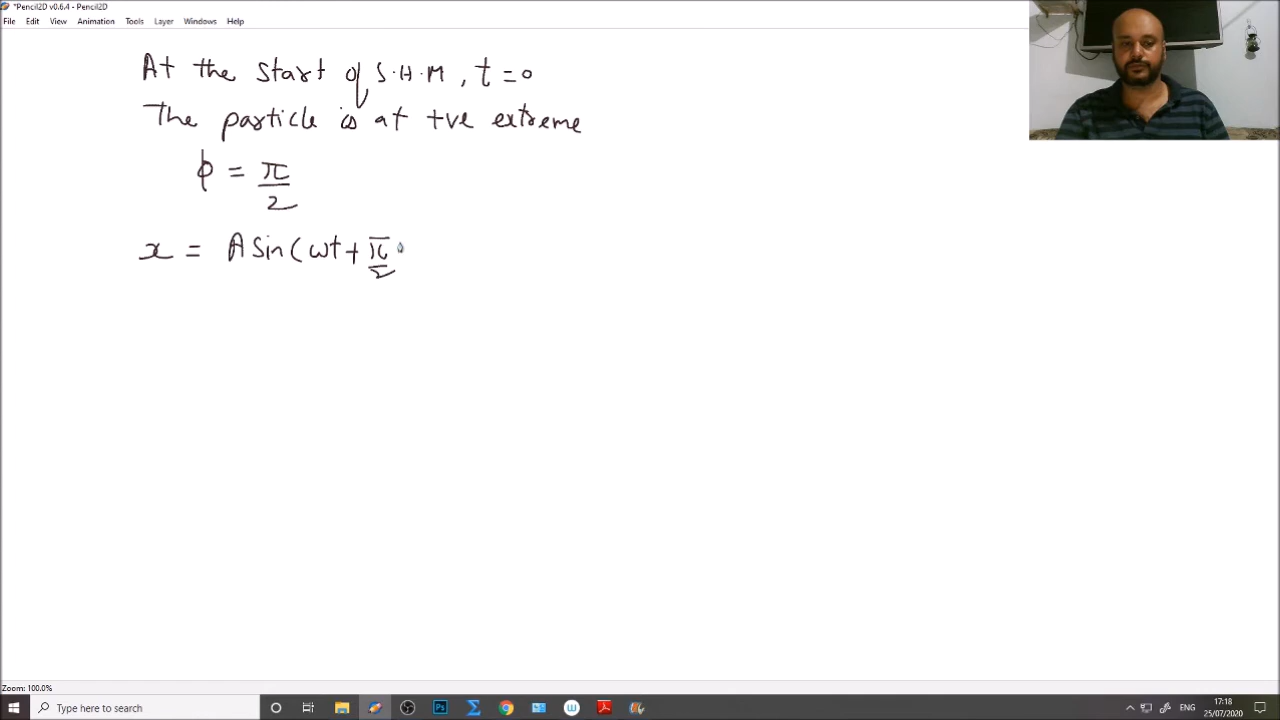 *Pencil2D v0.6.4 - Pencil2D
File Edit View Animation Tools Layer Windows Help
At the start of S.H.M, t = 0
The particle is at +ve extreme
ϕ = π/2
x = A Sin(ωt + π/2
Zoom: 100.0%
Type here to search
17:18
25/07/2020